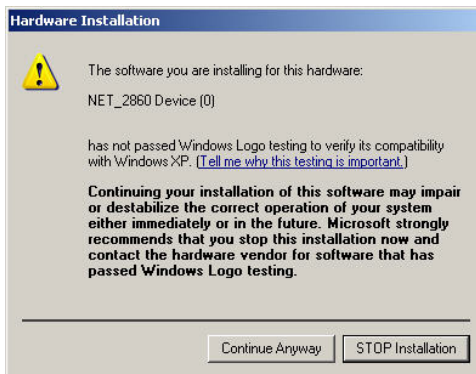 Hardware Installation
The software you are installing for this hardware:
NET_2860 Device (0)
has not passed Windows Logo testing to verify its compatibility
with Windows XP. (Tell me why this testing is important.)
Continuing your installation of this software may impair
or destabilize the correct operation of your system
either immediately or in the future. Microsoft strongly
recommends that you stop this installation now and
contact the hardware vendor for software that has
passed Windows Logo testing.
Continue Anyway STOP Installation